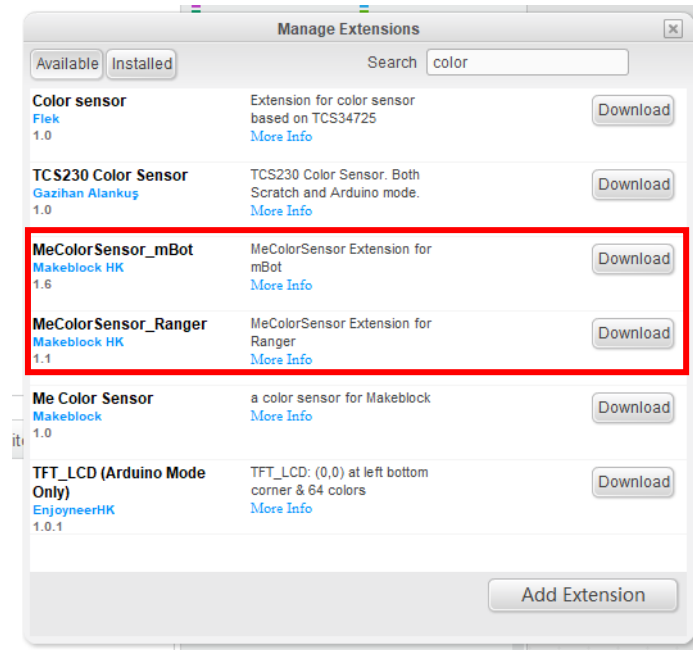 Manage Extensions
Available Installed Search color
Color sensor
Flek
1.0
Extension for color sensor
based on TCS34725
More Info
Download
TCS230 Color Sensor
Gazihan Alankuş
1.0
TCS230 Color Sensor. Both
Scratch and Arduino mode.
More Info
Download
MeColorSensor_mBot
Makeblock HK
1.6
MeColorSensor Extension for
mBot
More Info
Download
MeColorSensor_Ranger
Makeblock HK
1.1
MeColorSensor Extension for
Ranger
More Info
Download
Me Color Sensor
Makeblock
1.0
a color sensor for Makeblock
More Info
Download
TFT_LCD (Arduino Mode
Only)
EnjoyneerHK
1.0.1
TFT_LCD: (0,0) at left bottom
corner & 64 colors
More Info
Download
Add Extension